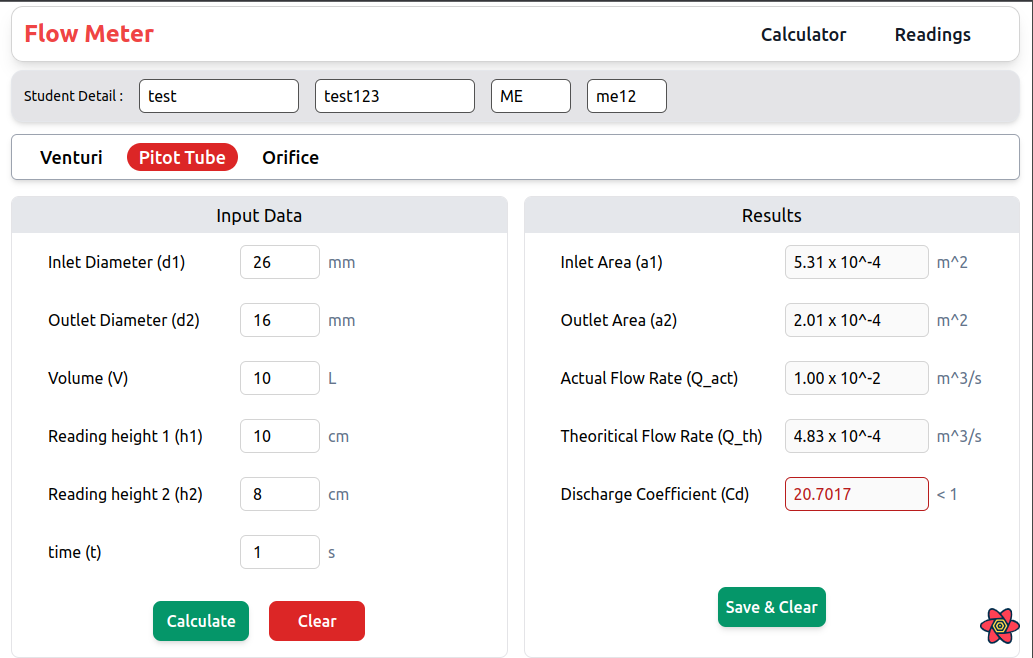 Flow Meter Calculator Readings
Student Detail : test test123 ME me12
Venturi Pitot Tube Orifice
Input Data
Inlet Diameter (d1) 26 mm
Outlet Diameter (d2) 16 mm
Volume (V) 10 L
Reading height 1 (h1) 10 cm
Reading height 2 (h2) 8 cm
time (t) 1 s
Calculate Clear
Results
Inlet Area (a1) 5.31 x 10^-4 m^2
Outlet Area (a2) 2.01 x 10^-4 m^2
Actual Flow Rate (Q_act) 1.00 x 10^-2 m^3/s
Theoritical Flow Rate (Q_th) 4.83 x 10^-4 m^3/s
Discharge Coefficient (Cd) 20.7017 < 1
Save & Clear